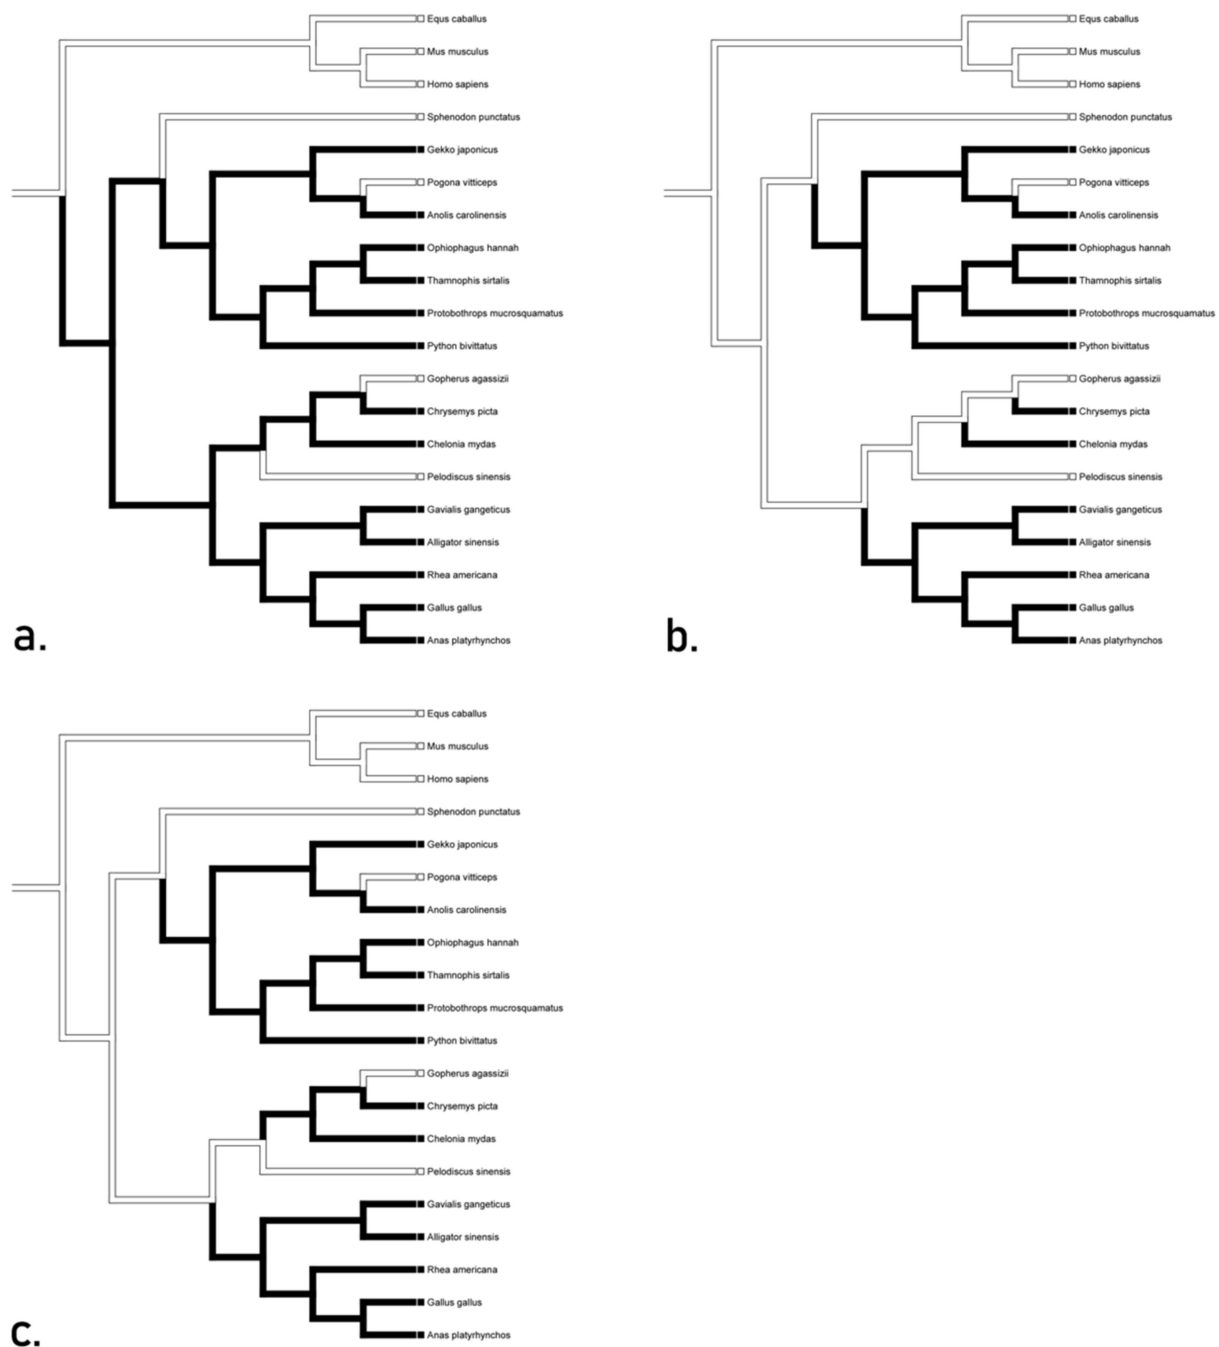 Equus caballus
Mus musculus
Homo sapiens
Sphenodon punctatus
Gekko japonicus
Pogona vitticeps
Anolis carolinensis
Ophiophagus hannah
Thamnophis sirtalis
Protobothrops mucrosquamatus
Python bivittatus
Gopherus agassizii
Chrysemys picta
Chelonia mydas
Pelodiscus sinensis
Gavialis gangeticus
Alligator sinensis
Rhea americana
Gallus gallus
Anas platyrhynchos
a.
Equus caballus
Mus musculus
Homo sapiens
Sphenodon punctatus
Gekko japonicus
Pogona vitticeps
Anolis carolinensis
Ophiophagus hannah
Thamnophis sirtalis
Protobothrops mucrosquamatus
Python bivittatus
Gopherus agassizii
Chrysemys picta
Chelonia mydas
Pelodiscus sinensis
Gavialis gangeticus
Alligator sinensis
Rhea americana
Gallus gallus
Anas platyrhynchos
b.
Equus caballus
Mus musculus
Homo sapiens
Sphenodon punctatus
Gekko japonicus
Pogona vitticeps
Anolis carolinensis
Ophiophagus hannah
Thamnophis sirtalis
Protobothrops mucrosquamatus
Python bivittatus
Gopherus agassizii
Chrysemys picta
Chelonia mydas
Pelodiscus sinensis
Gavialis gangeticus
Alligator sinensis
Rhea americana
Gallus gallus
Anas platyrhynchos
c.